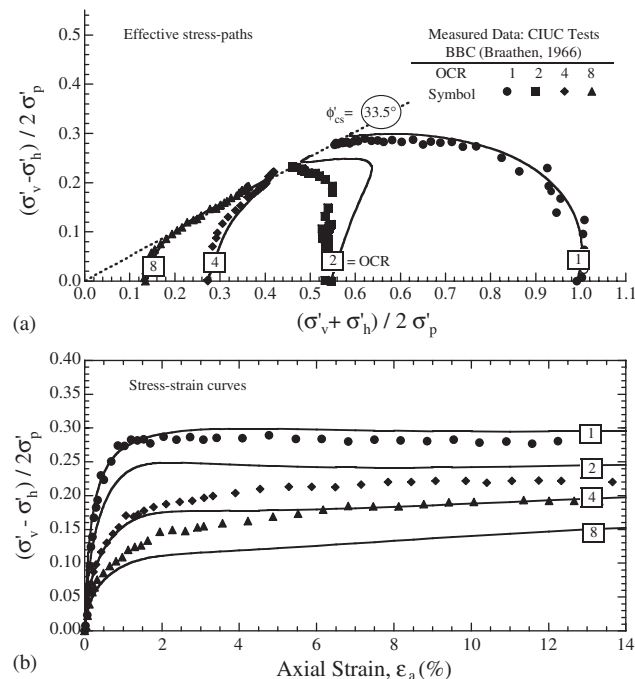 Effective stress-paths
Measured Data: CIUC Tests
BBC (Braathen, 1966)
OCR 1 2 4 8
Symbol
ϕ'cs= 33.5°
(σ'v-σ'h) / 2 σ'p
0.5
0.4
0.3
0.2
0.1
0.0
8
4
2 = OCR
1
0.0 0.1 0.2 0.3 0.4 0.5 0.6 0.7 0.8 0.9 1.0 1.1
(a)
(σ'v+ σ'h) / 2 σ'p
Stress-strain curves
(σ'v - σ'h) / 2σ'p
0.40
0.35
0.30
0.25
0.20
0.15
0.10
0.05
0.00
1
2
4
8
0 2 4 6 8 10 12 14
(b)
Axial Strain, εa(%)